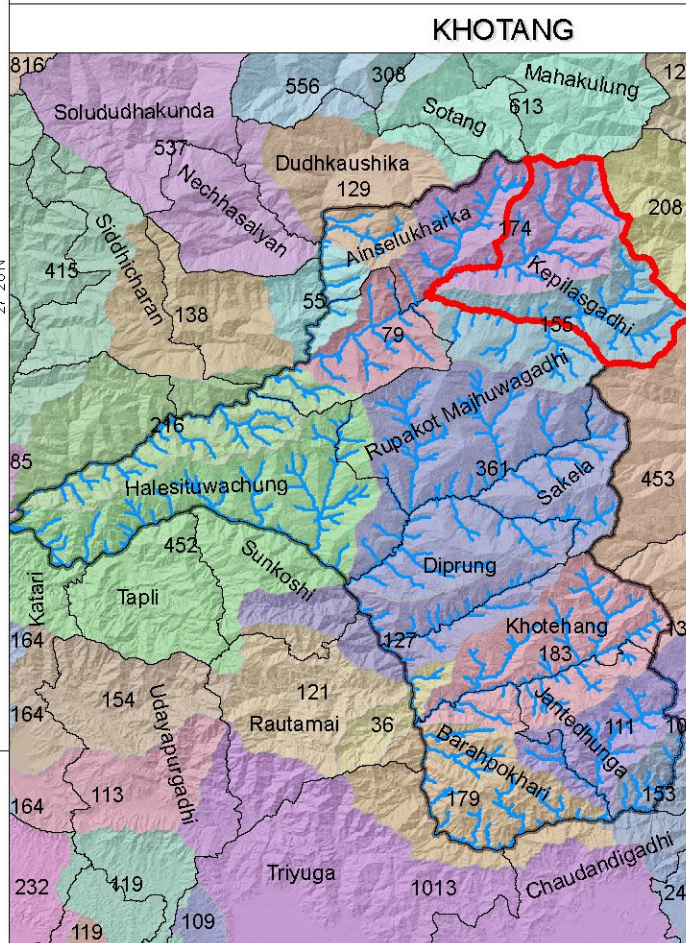 KHOTANG
816
308
Mahakulung
12
556
Solududhakunda
Sotang
613
537
Dudhkaushika
129
Nechhasalyan
208
174
Ainselukharka
Siddhicharan
415
Kepilasgadhi
55
138
155
79
216
Rupakot Majhuwagadhi
85
361
453
Halesituwachung
Sakela
452
Sunkoshi
Diprung
Katari
Tapli
Khotehang
164
127
183
154
121
Jantedhunga
164
Udayapurgadhi
Rautamai
36
111
Barahpokhari
113
179
153
164
Triyuga
1013
Chaudandigadhi
232
119
24
109
119